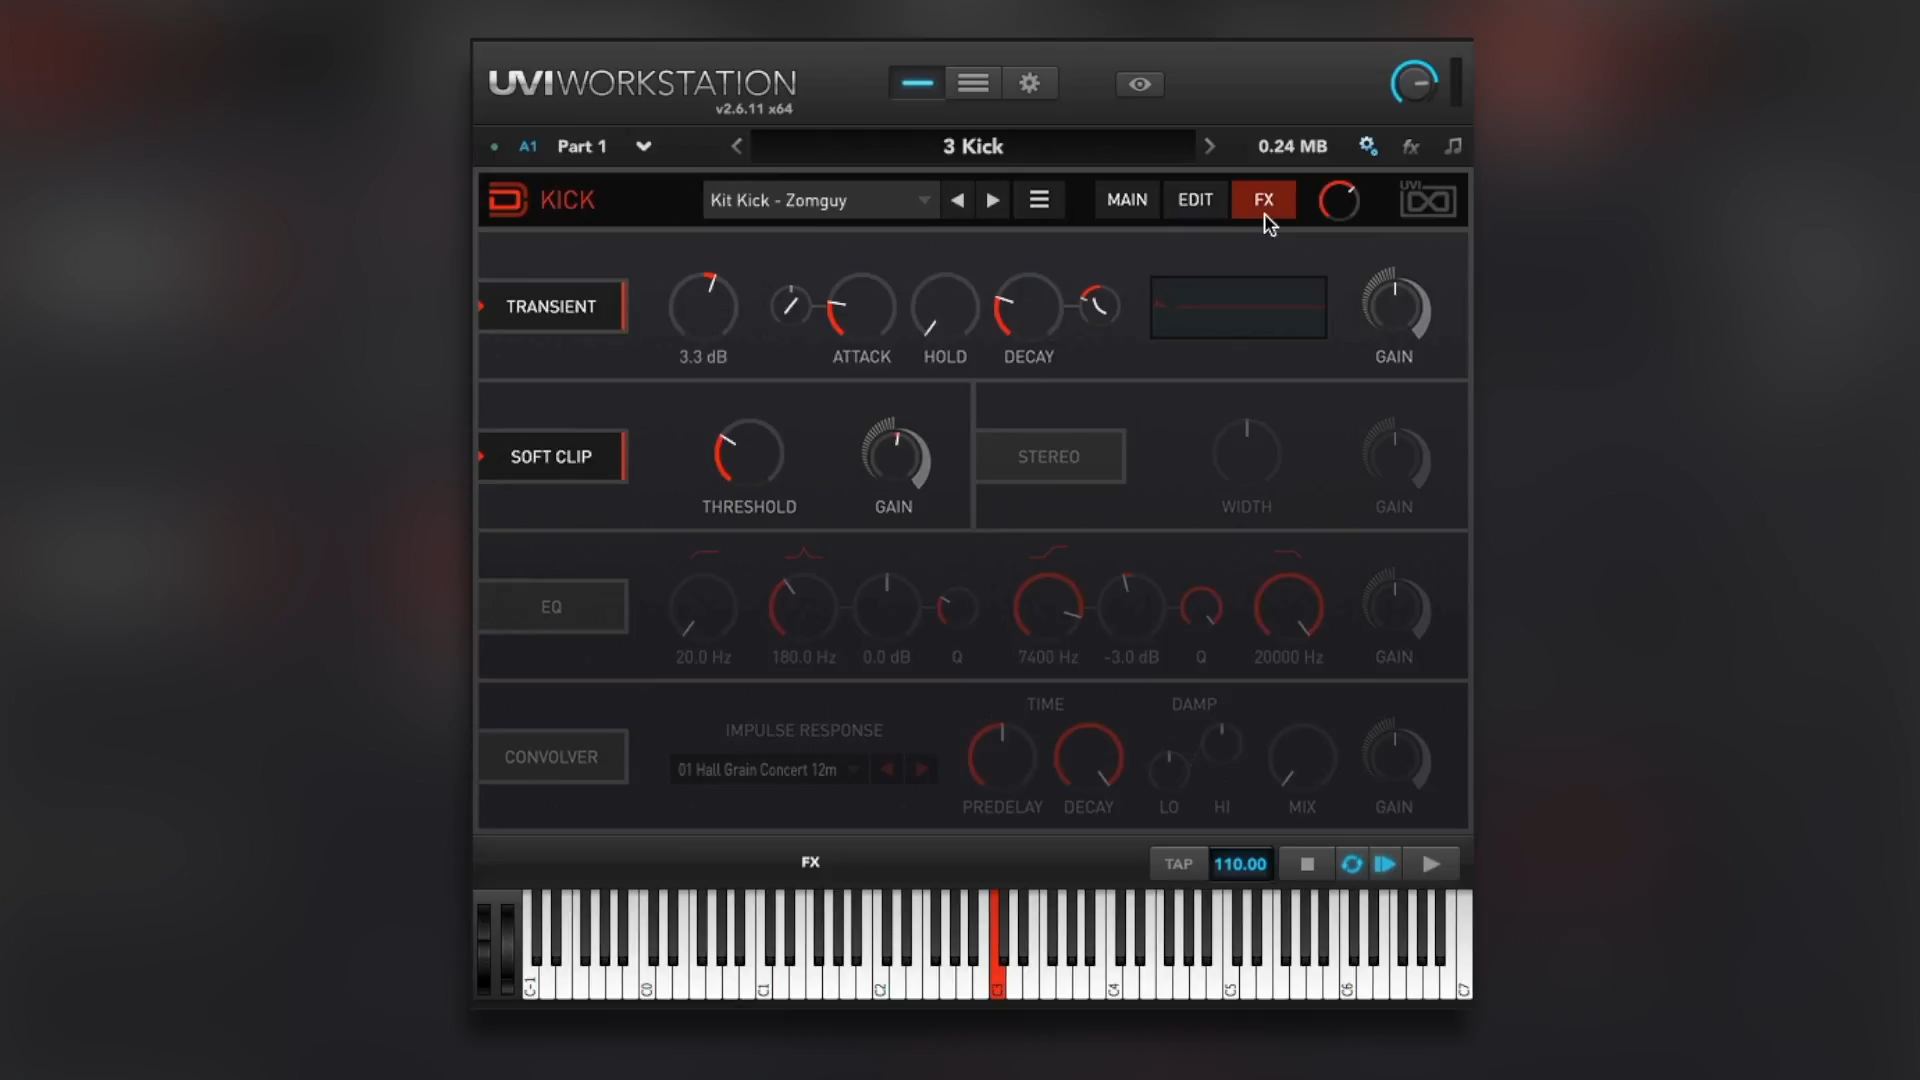 UVIWORKSTATION
v2.6.11 x64
A1 Part 1 3 Kick 0.24 MB fx
KICK Kit Kick - Zomguy MAIN EDIT FX UVI
TRANSIENT
3.3 dB ATTACK HOLD DECAY GAIN
SOFT CLIP STEREO
THRESHOLD GAIN WIDTH GAIN
EQ
20.0 Hz 180.0 Hz 0.0 dB Q 7400 Hz -3.0 dB Q 20000 Hz GAIN
TIME DAMP
IMPULSE RESPONSE
CONVOLVER 01 Hall Grain Concert 12m
PREDELAY DECAY LO HI MIX GAIN
FX TAP 110.00
C-1 C0 C1 C2 C3 C4 C5 C6 C7